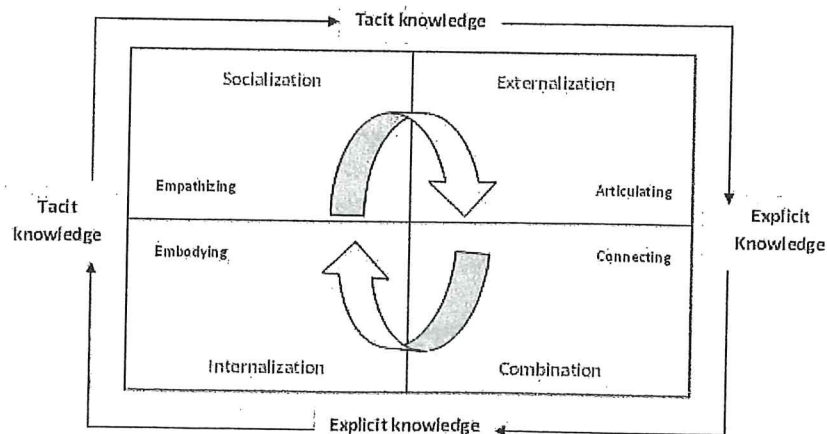 Tacit knowledge
Socialization
Externalization
Empathizing
Articulating
Tacit
knowledge
Explicit
Knowledge
Embodying
Connecting
Internalization
Combination
Explicit knowledge